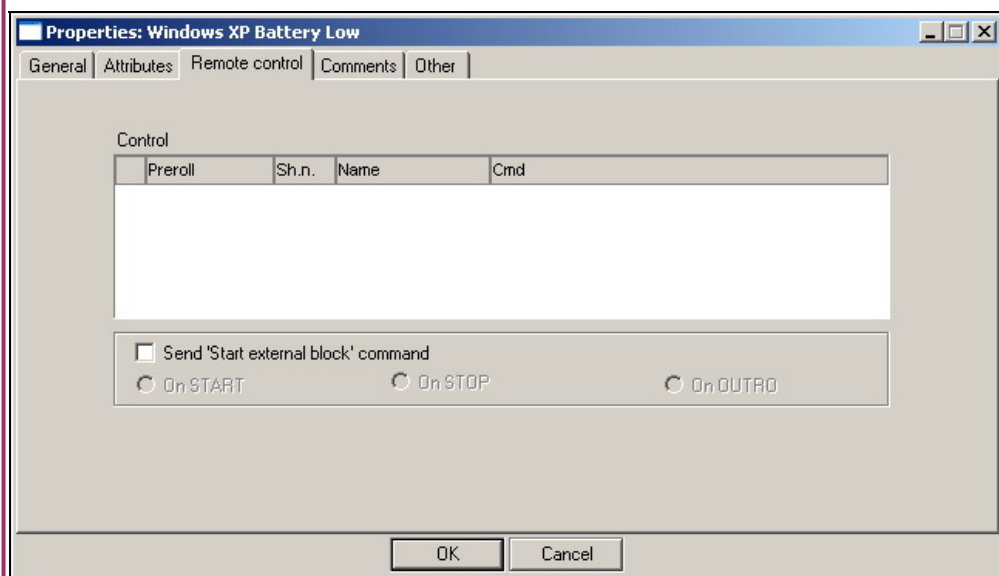 Properties: Windows XP Battery Low
General Attributes Remote control Comments Other
Control
Preroll Sh.n. Name Cmd
Send 'Start external block' command
On START On STOP On OUTRO
OK Cancel